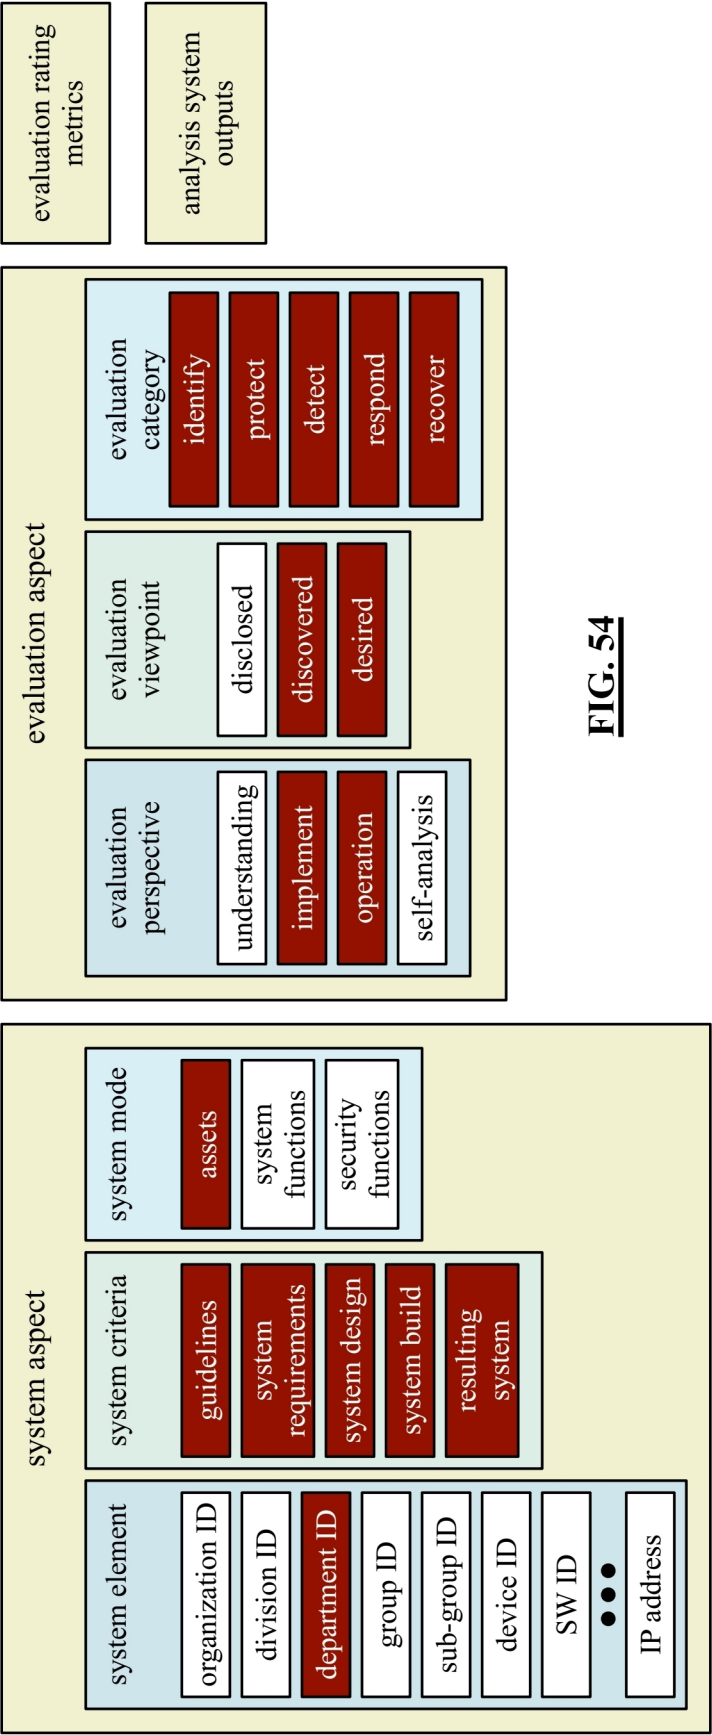 system aspect
system element
organization ID
division ID
department ID
group ID
sub-group ID
device ID
SW ID
IP address
system criteria
guidelines
system
requirements
system design
system build
resulting
system
system mode
assets
system
functions
security
functions
evaluation aspect
evaluation
perspective
understanding
implement
operation
self-analysis
evaluation
viewpoint
disclosed
discovered
desired
evaluation
category
identify
protect
detect
respond
recover
evaluation rating
metrics
analysis system
outputs
FIG. 54